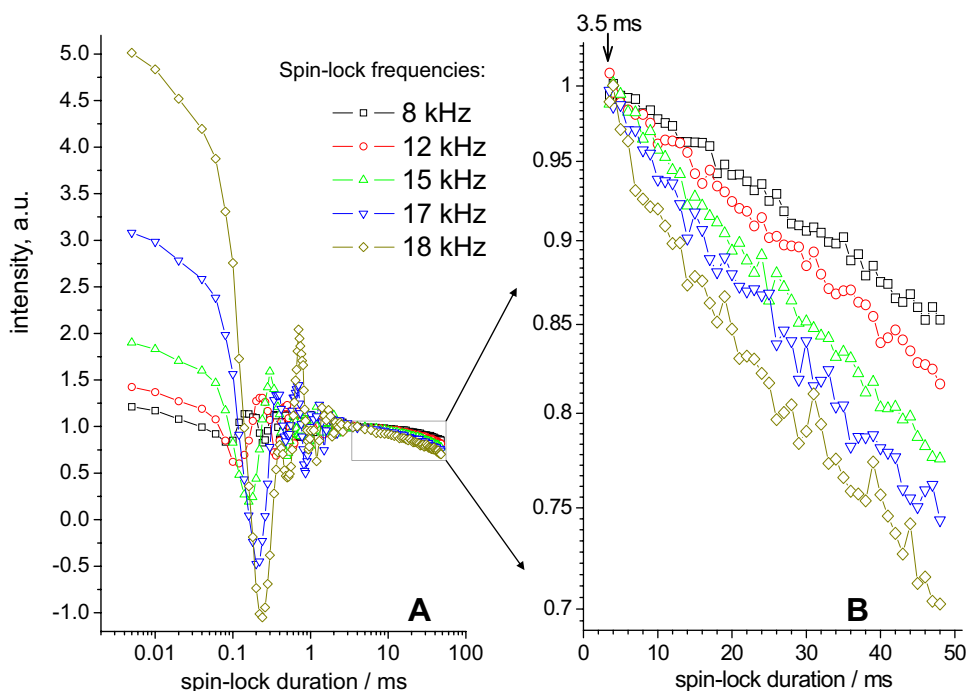 3.5 ms
Spin-lock frequencies:
8 kHz
12 kHz
15 kHz
17 kHz
18 kHz
intensity, a.u.
5.0
4.5
4.0
3.5
3.0
2.5
2.0
1.5
1.0
0.5
0.0
-0.5
-1.0
0.01
0.1
1
10
100
spin-lock duration / ms
A
1
0.95
0.9
0.85
0.8
0.75
0.7
0
10
20
30
40
50
spin-lock duration / ms
B